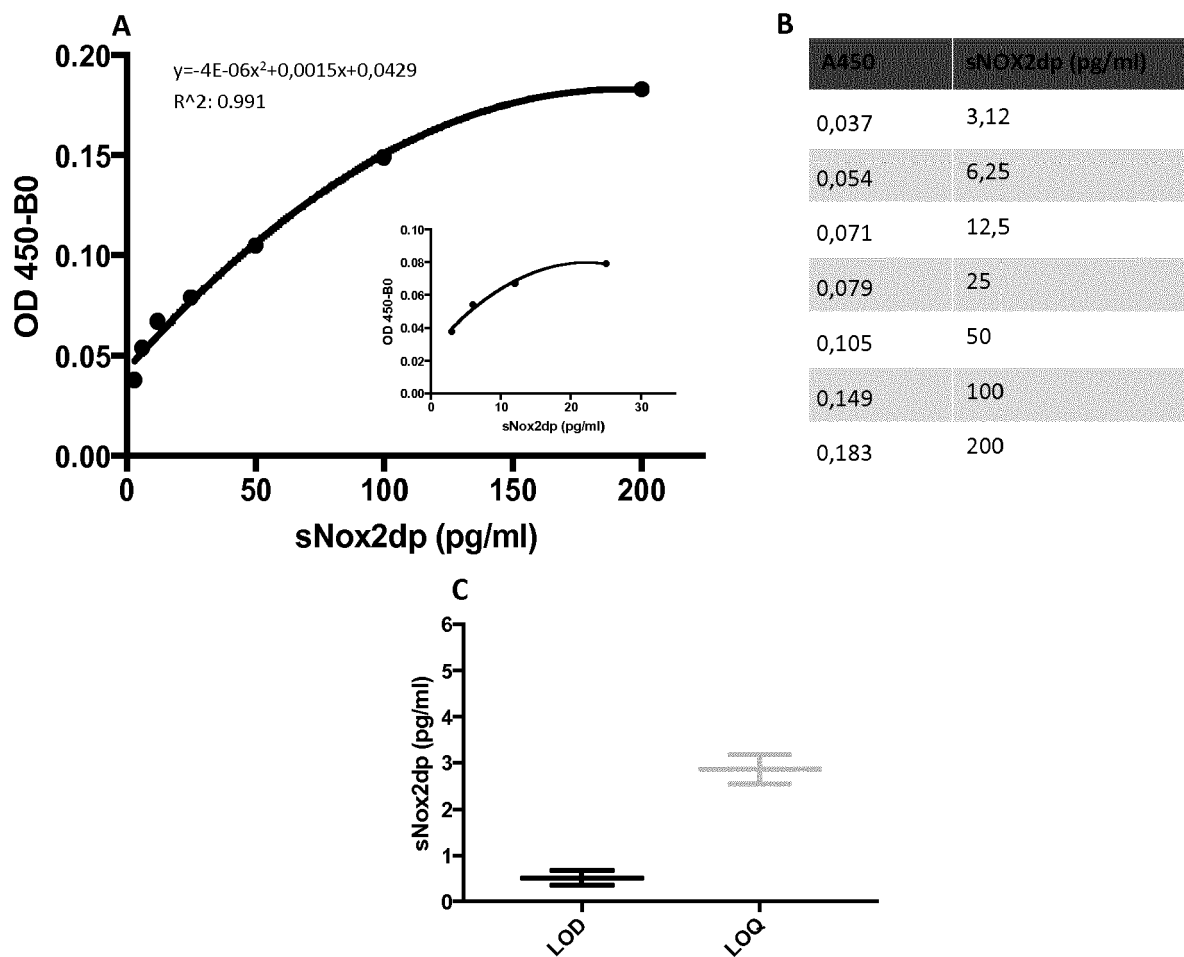 A
y=-4E-06x²+0,0015x+0,0429
R^2: 0.991
0.20
0.15
0.10
0.05
0.00
OD 450-B0
0 50 100 150 200
sNox2dp (pg/ml)
0.10
0.08
0.06
0.04
0.02
0.00
OD 450-B0
0 10 20 30
sNox2dp (pg/ml)
B
A450 sNOX2dp (pg/ml)
0,037 3,12
0,054 6,25
0,071 12,5
0,079 25
0,105 50
0,149 100
0,183 200
C
6
5
4
3
2
1
0
sNox2dp (pg/ml)
LOD LOQ